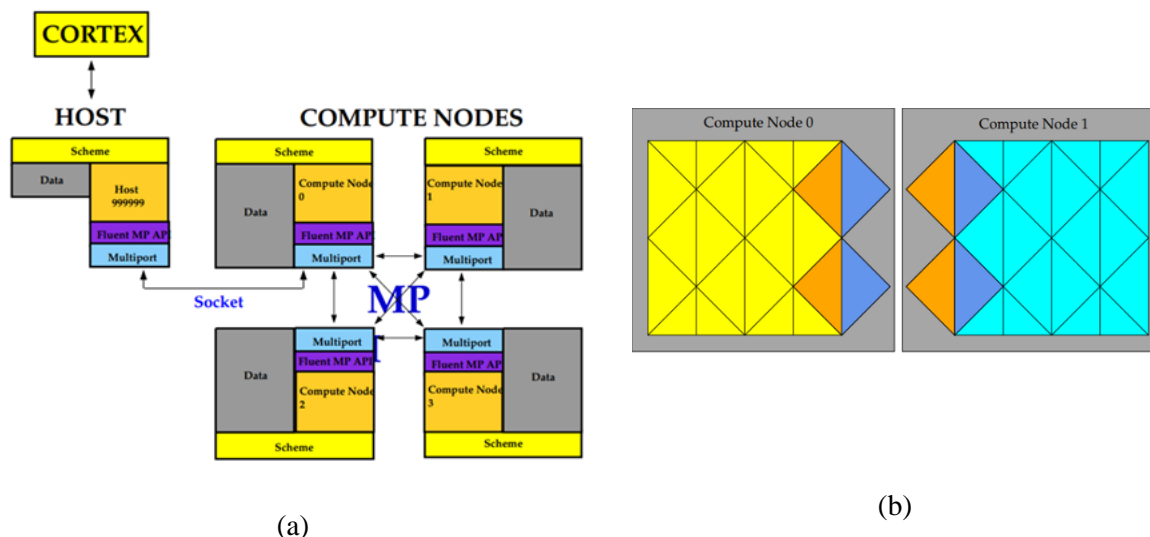 CORTEX
HOST
Scheme
Data
Host
999999
Fluent MP API
Multiport
Socket
COMPUTE NODES
Scheme
Data
Compute Node
0
Fluent MP API
Multiport
Scheme
Compute Node
1
Data
Fluent MP API
Multiport
MP
I
Data
Multiport
Fluent MP API
Compute Node
2
Scheme
Multiport
Fluent MP API
Compute Node
3
Data
Scheme
(a)
Compute Node 0
Compute Node 1
(b)